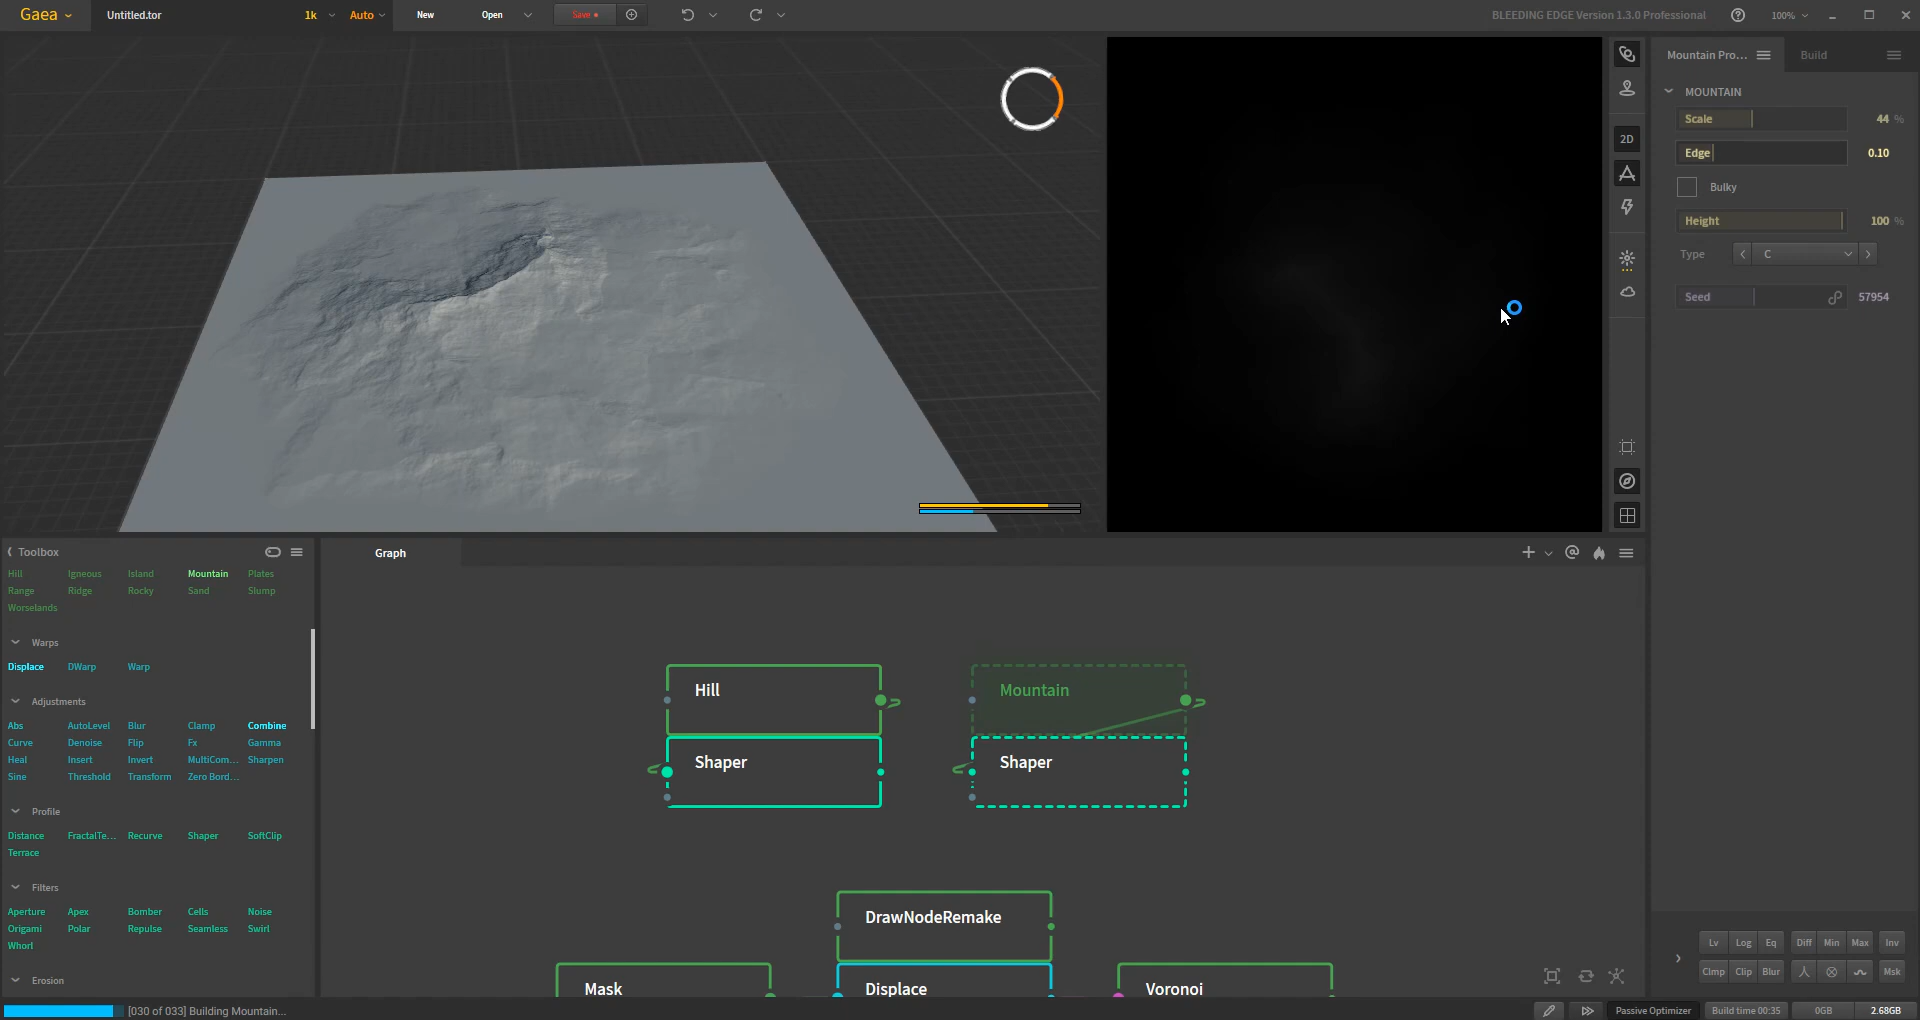 Gaea
Untitled.tor
1k
Auto
New
Open
Save
BLEEDING EDGE Version 1.3.0 Professional
100%
Mountain Pro...
Build
MOUNTAIN
Scale 44 %
Edge 0.10
Bulky
Height 100 %
Type C
Seed 57954
2D
Toolbox
Hill Igneous Island Mountain Plates
Range Ridge Rocky Sand Slump
Worselands
Warps
Displace DWarp Warp
Adjustments
Abs AutoLevel Blur Clamp Combine
Curve Denoise Flip Fx Gamma
Heal Insert Invert MultiCom... Sharpen
Sine Threshold Transform Zero Bord...
Profile
Distance FractalTe... Recurve Shaper SoftClip
Terrace
Filters
Aperture Apex Bomber Cells Noise
Origami Polar Repulse Seamless Swirl
Whorl
Erosion
Graph
Hill
Shaper
Mountain
Shaper
DrawNodeRemake
Mask
Displace
Voronoi
Lv Log Eq Diff Min Max Inv
Clmp Clip Blur Msk
[030 of 033] Building Mountain...
Passive Optimizer
Build time 00:35
0GB
2.68GB